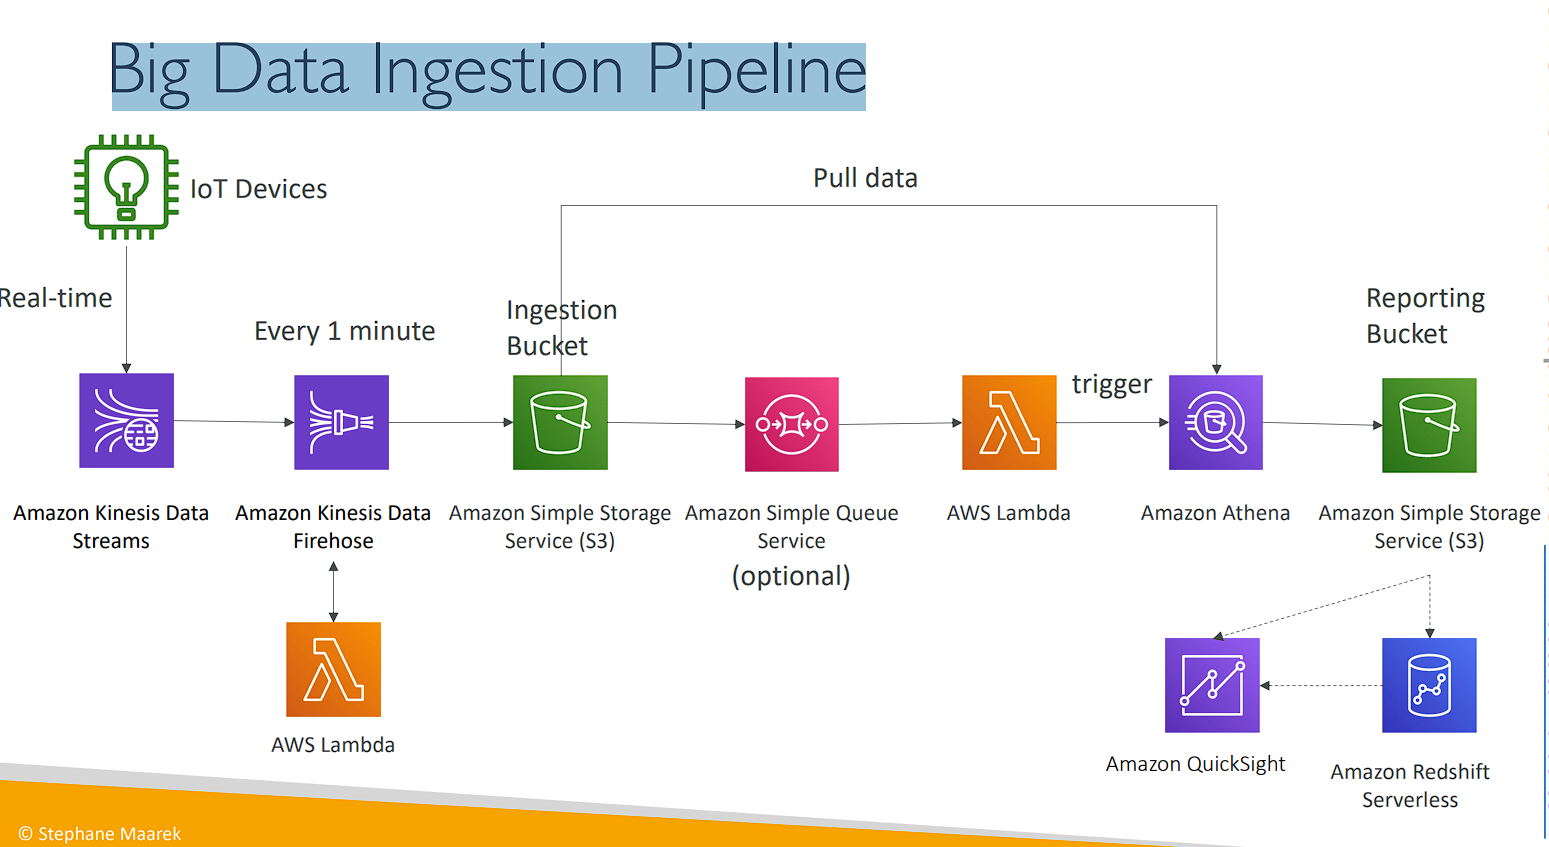 Big Data Ingestion Pipeline
IoT Devices
Pull data
Real-time
Every 1 minute
Ingestion
Bucket
trigger
Reporting
Bucket
Amazon Kinesis Data
Streams
Amazon Kinesis Data
Firehose
Amazon Simple Storage
Service (S3)
Amazon Simple Queue
Service
(optional)
AWS Lambda
Amazon Athena
Amazon Simple Storage
Service (S3)
AWS Lambda
Amazon QuickSight
Amazon Redshift
Serverless
© Stephane Maarek